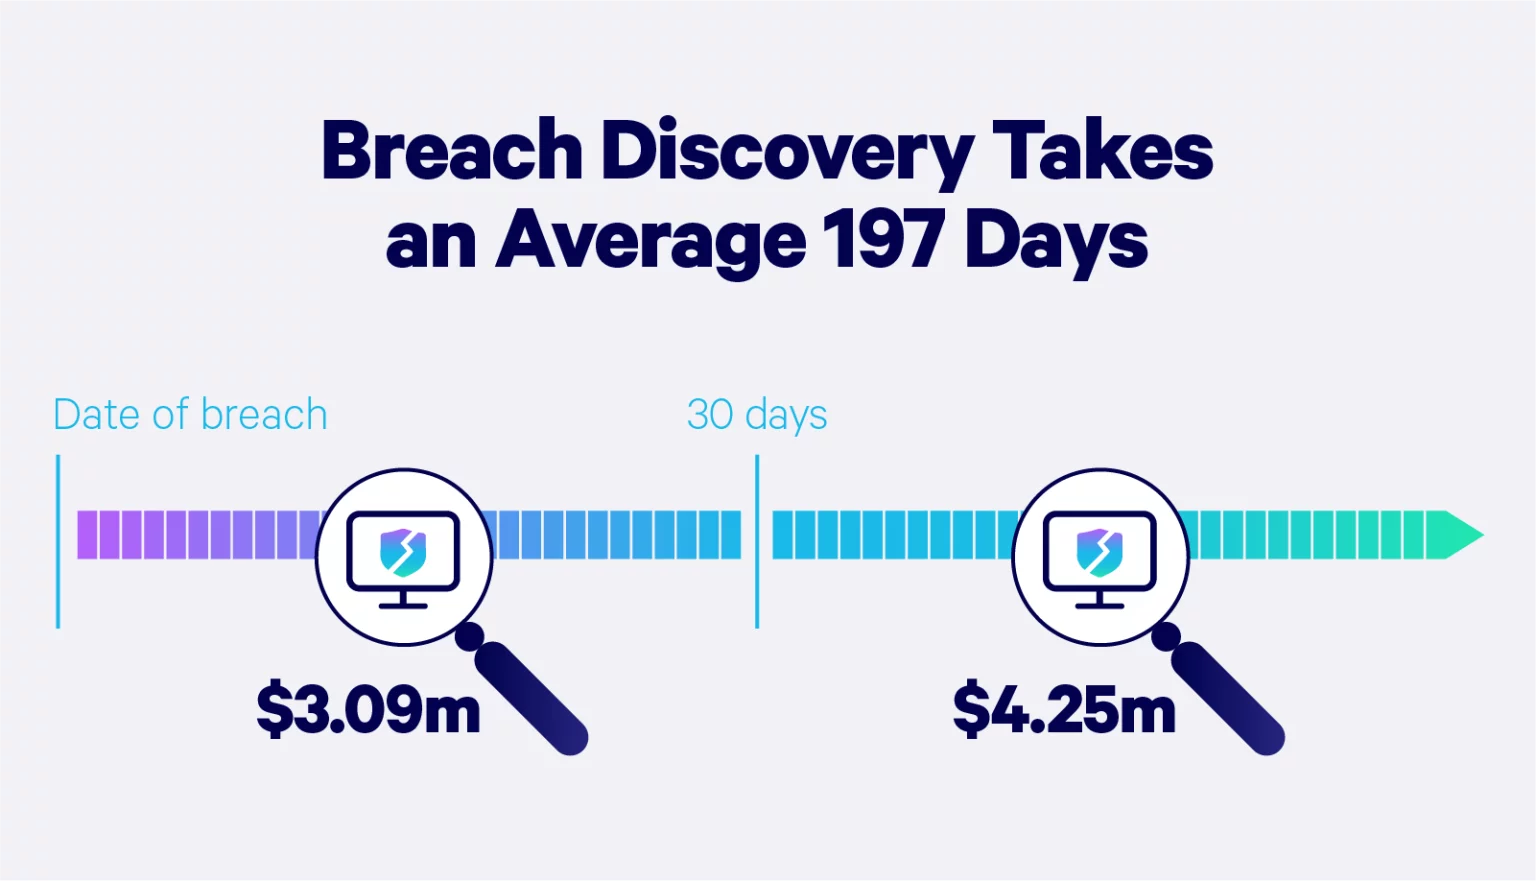 Breach Discovery Takes
an Average 197 Days
Date of breach
30 days
$3.09m
$4.25m